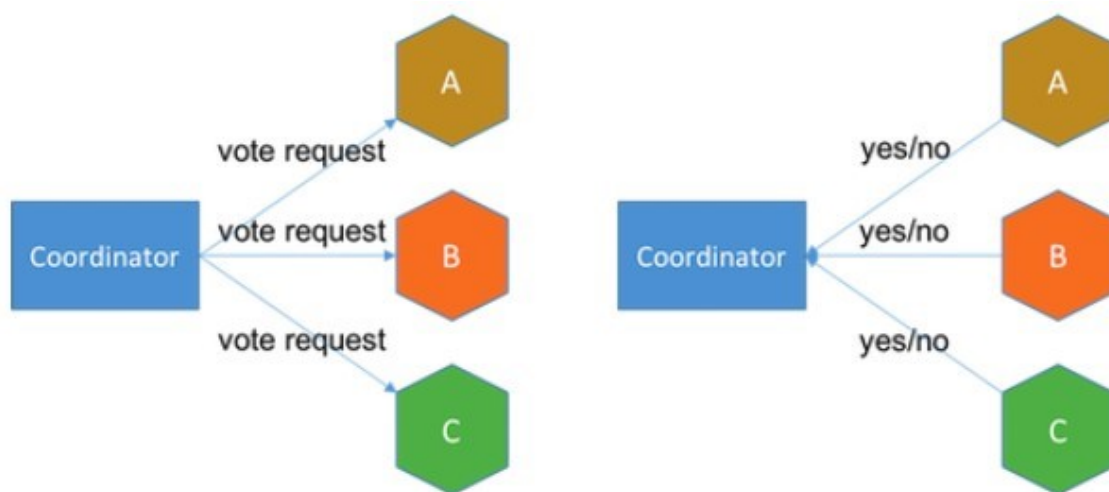 A
vote request
Coordinator
vote request
B
vote request
C
A
yes/no
Coordinator
yes/no
B
yes/no
C